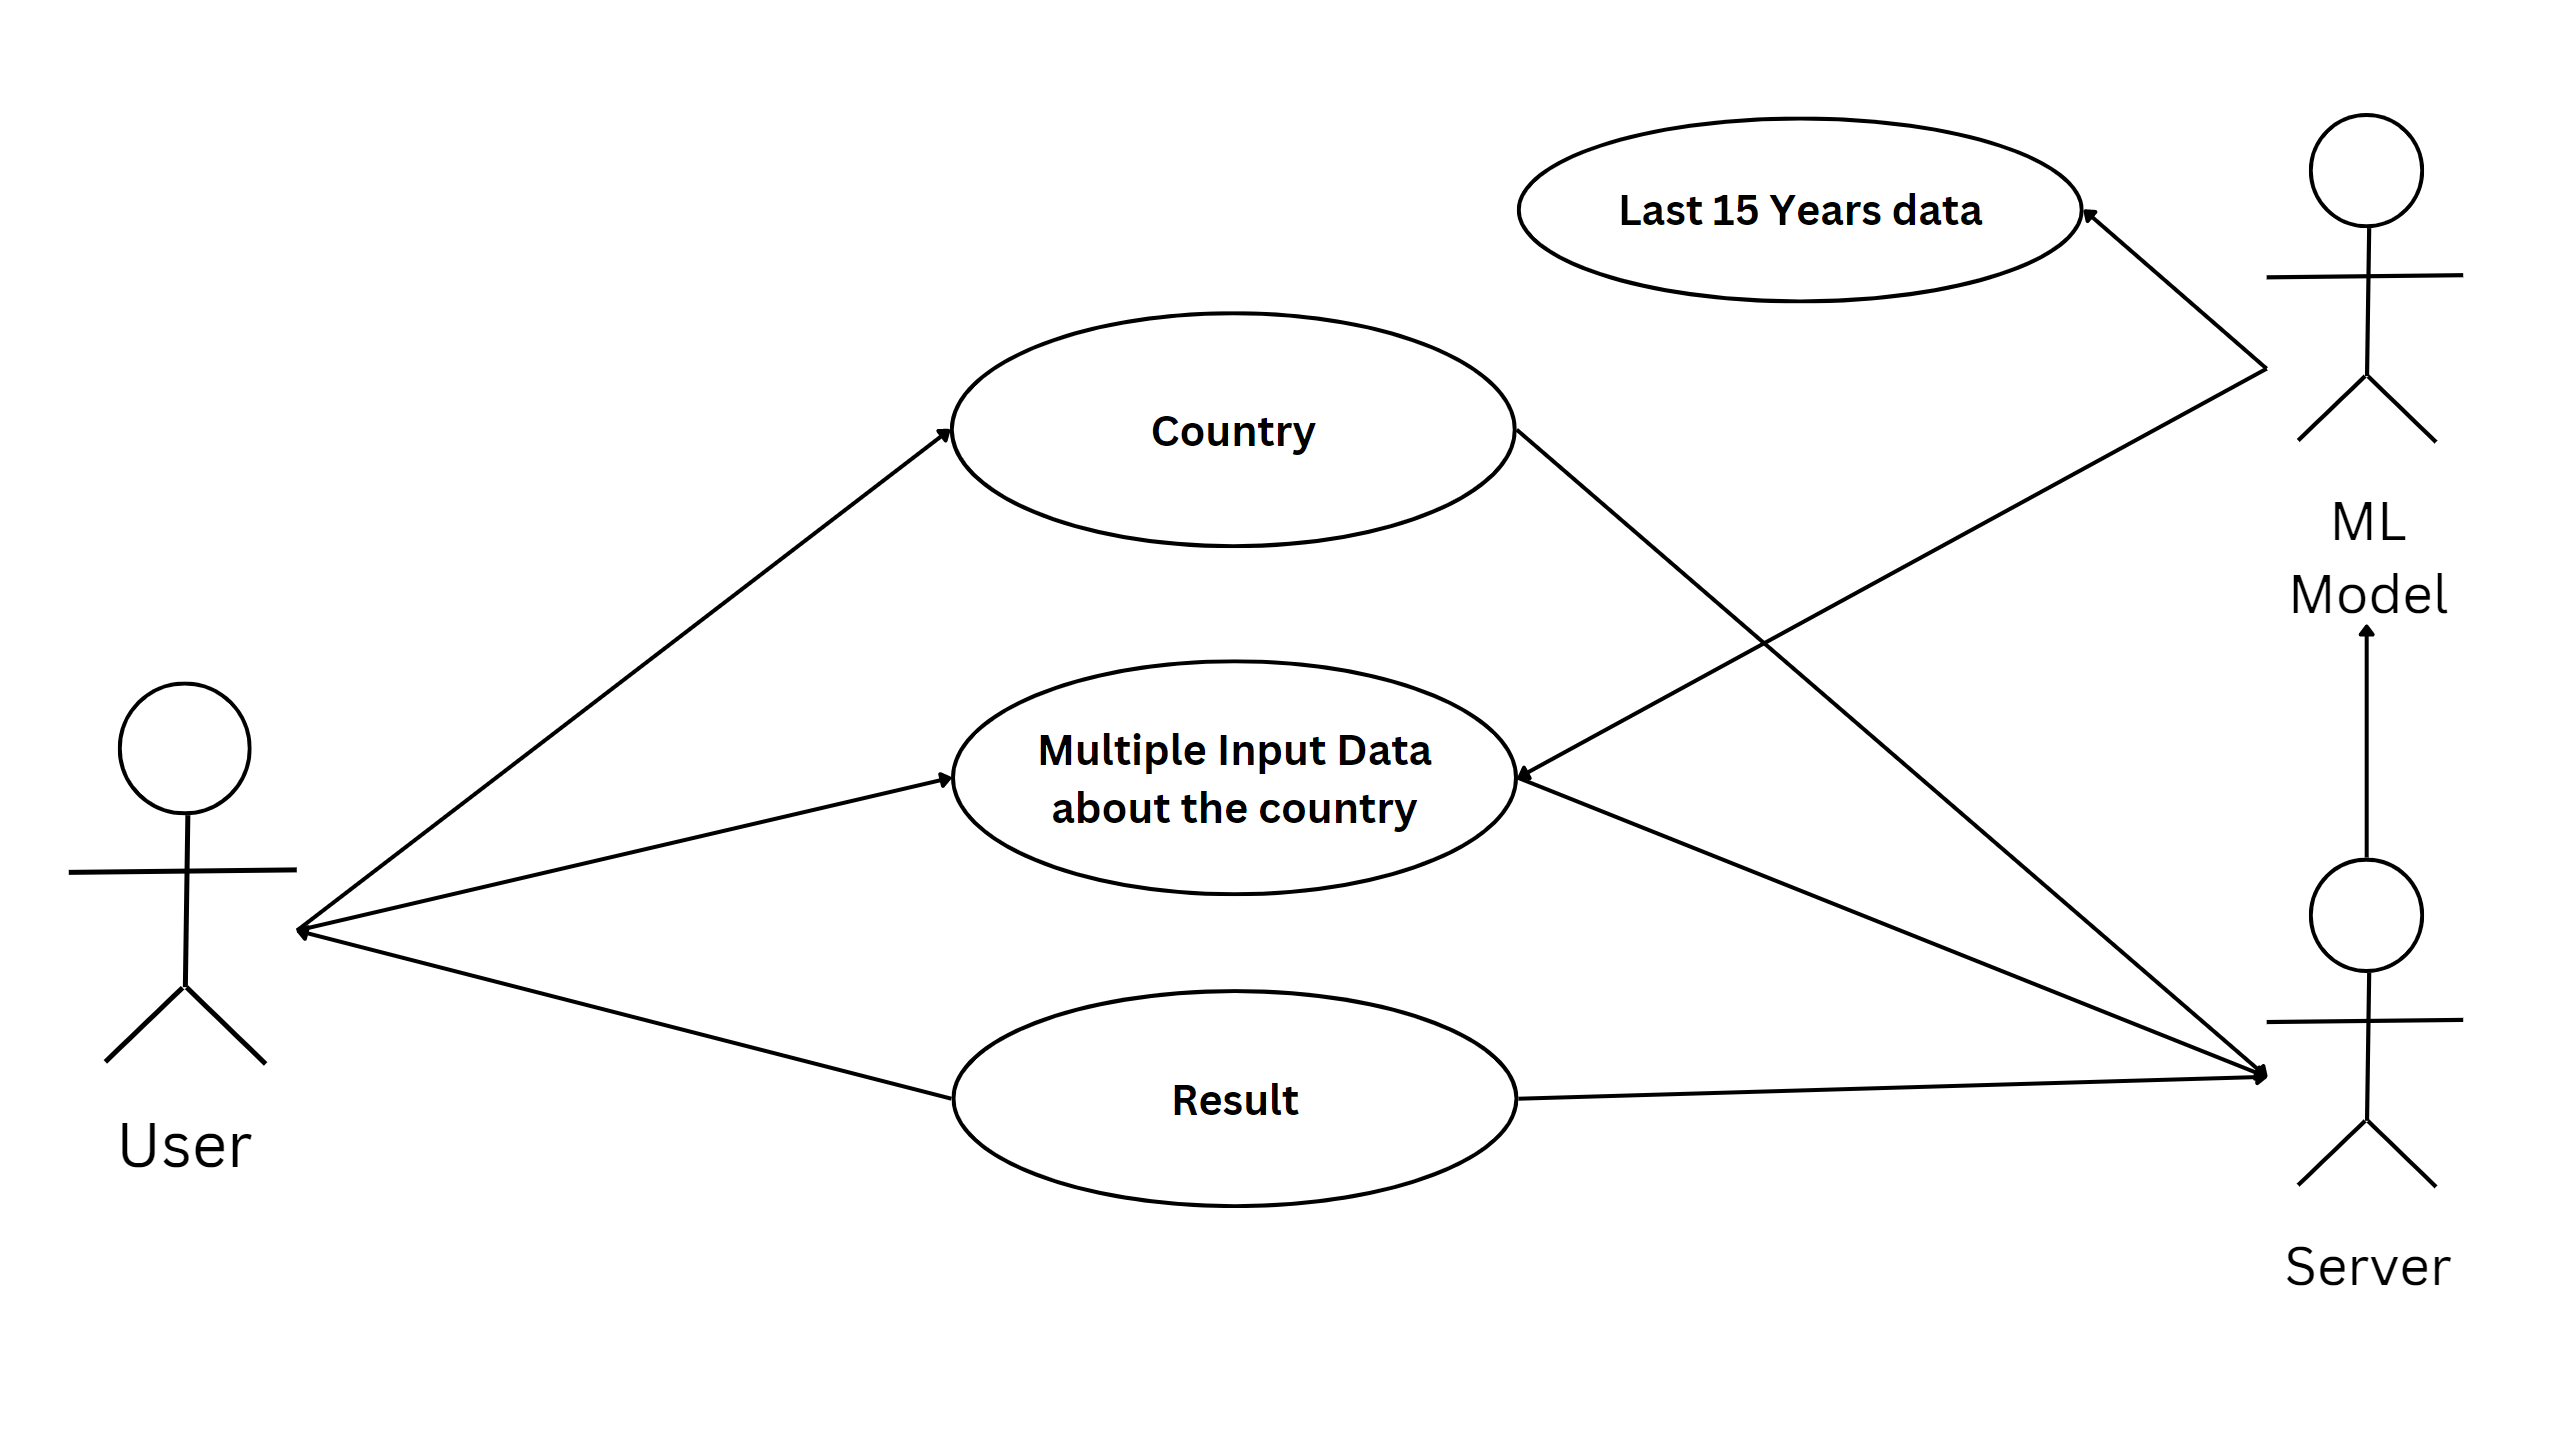 Last 15 Years data
Country
ML
Model
Multiple Input Data
about the country
Result
User
Server